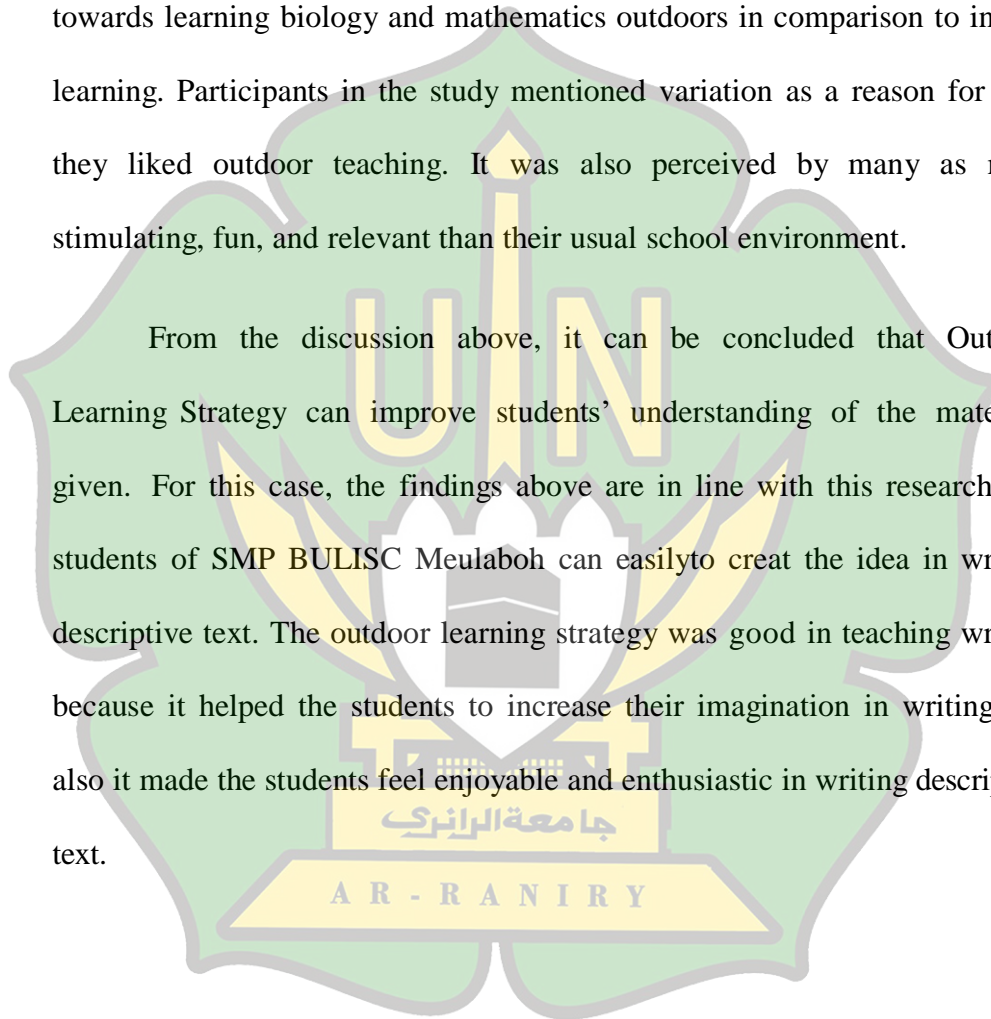 towards learning biology and mathematics outdoors in comparison to in
learning. Participants in the study mentioned variation as a reason for
they liked outdoor teaching. It was also perceived by many as
stimulating, fun, and relevant than their usual school environment.
From the discussion above, it can be concluded that Out
Learning Strategy can improve students’ understanding of the mate
given. For this case, the findings above are in line with this research
students of SMP BULISC Meulaboh can easilyto creat the idea in wr
descriptive text. The outdoor learning strategy was good in teaching wr
because it helped the students to increase their imagination in writing
also it made the students feel enjoyable and enthusiastic in writing descrip
text.
UIN
جامعة الرانري
AR-RANIRY